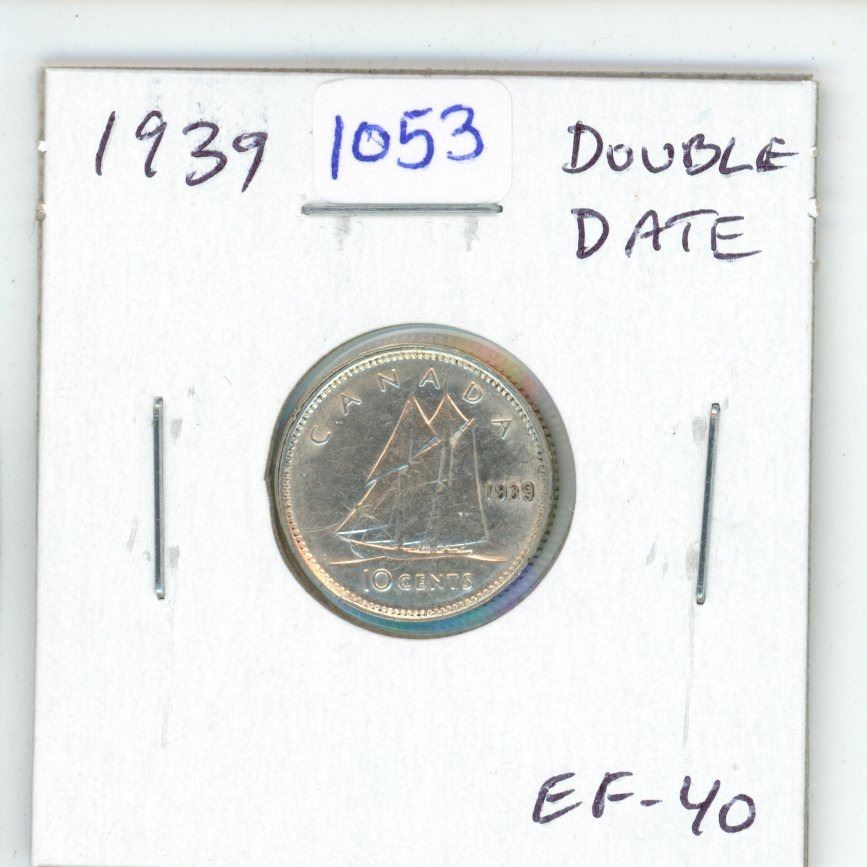 1939
1053
DOUBLE
DATE
CANADA
1939
10 CENTS
EF-40